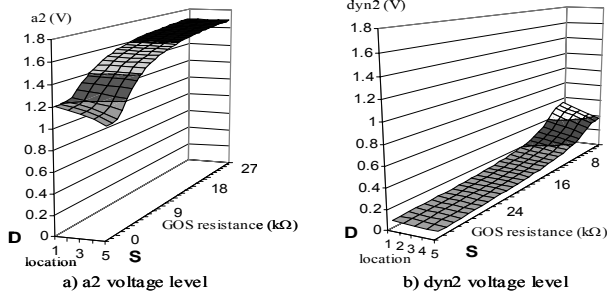 a2 (V)
1.8
1.6
1.4
1.2
1
0.8
0.6
0.4
0.2
0
D
1
3
5
location
S
0
9
18
27
GOS resistance (kΩ)
a) a2 voltage level
dyn2 (V)
1.8
1.6
1.4
1.2
1
0.8
0.6
0.4
0.2
0
D
1 2 3 4 5
location
S
24
16
8
GOS resistance (kΩ)
b) dyn2 voltage level